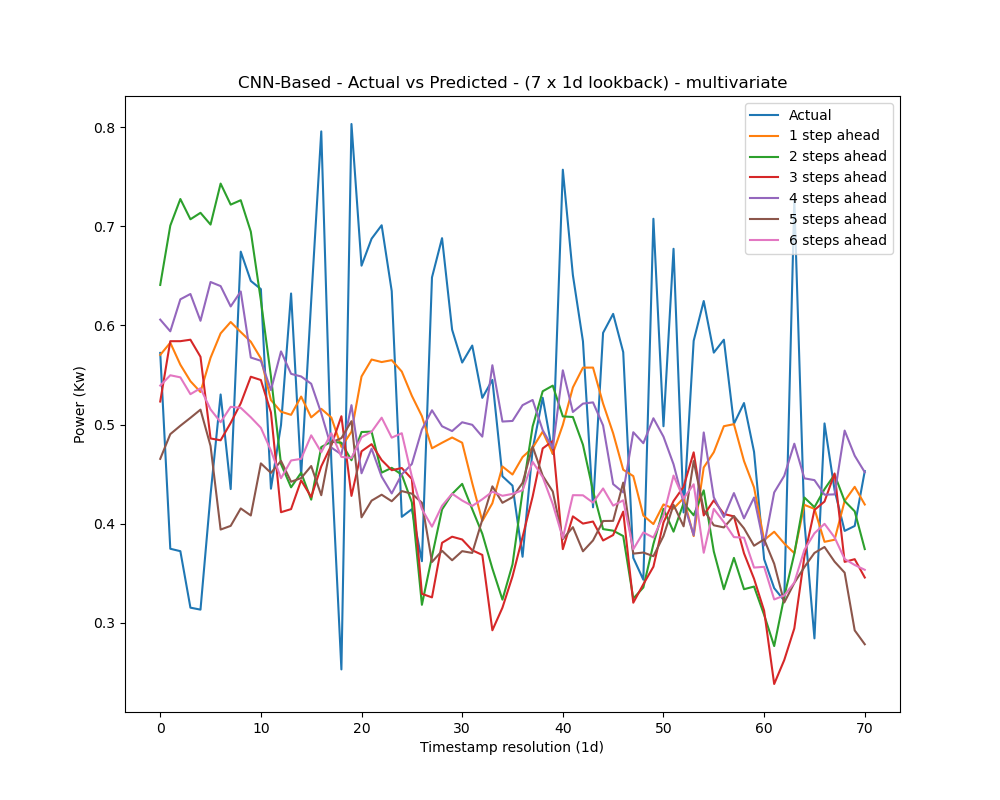 CNN-Based - Actual vs Predicted - (7 x 1d lookback) - multivariate
Actual
1 step ahead
2 steps ahead
3 steps ahead
4 steps ahead
5 steps ahead
6 steps ahead
Power (Kw)
0.8
0.7
0.6
0.5
0.4
0.3
0 10 20 30 40 50 60 70
Timestamp resolution (1d)